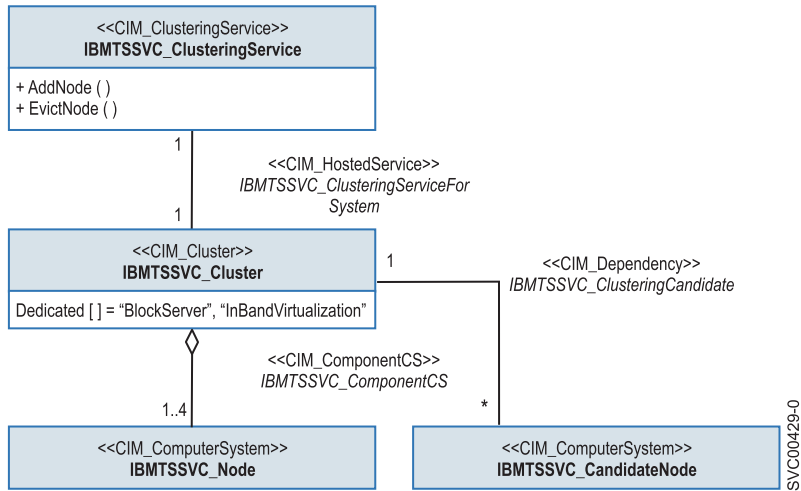 <<CIM_ClusteringService>>
IBMTSSVC_ClusteringService
+ AddNode ( )
+ EvictNode ( )
1
<<CIM_HostedService>>
IBMTSSVC_ClusteringServiceFor
System
1
<<CIM_Cluster>>
IBMTSSVC_Cluster
Dedicated [ ] = “BlockServer”, “InBandVirtualization”
1
<<CIM_Dependency>>
IBMTSSVC_ClusteringCandidate
<<CIM_ComponentCS>>
IBMTSSVC_ComponentCS
1..4
*
<<CIM_ComputerSystem>>
IBMTSSVC_Node
<<CIM_ComputerSystem>>
IBMTSSVC_CandidateNode
SVC00429-0